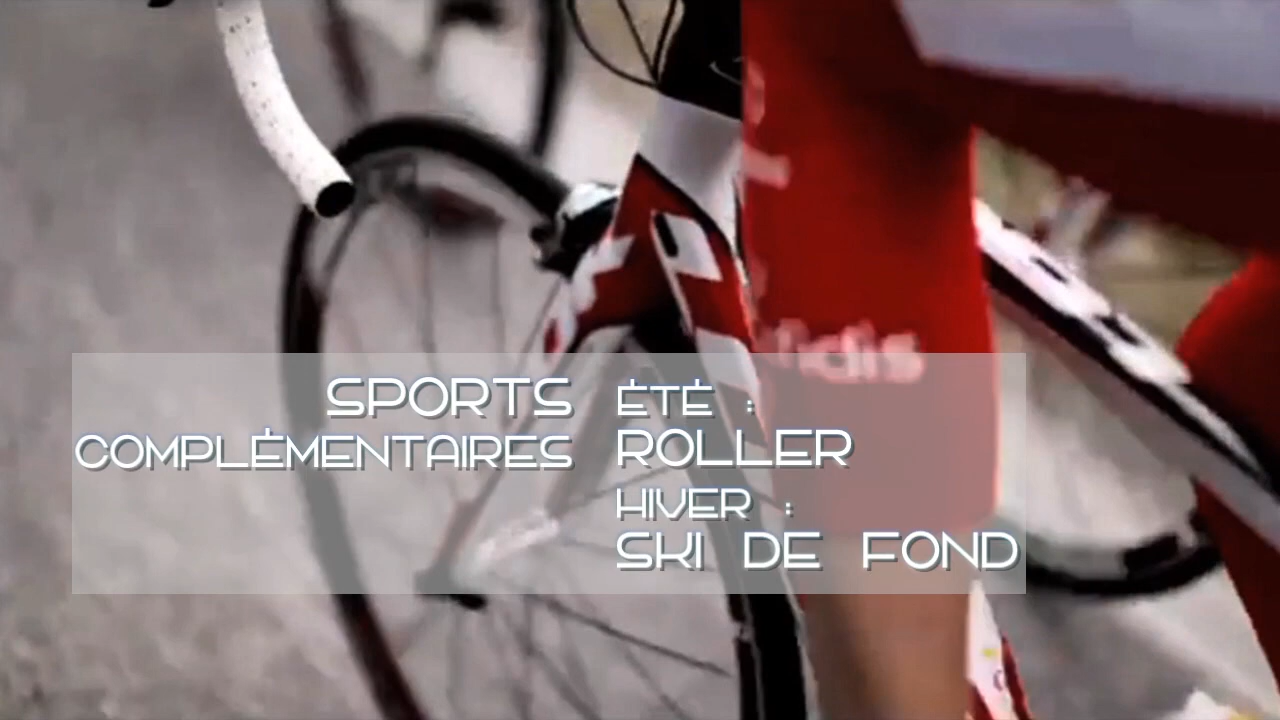 SPORTS
COMPLÉMENTAIRES
ÉTÉ :
ROLLER
HIVER :
SKI DE FOND